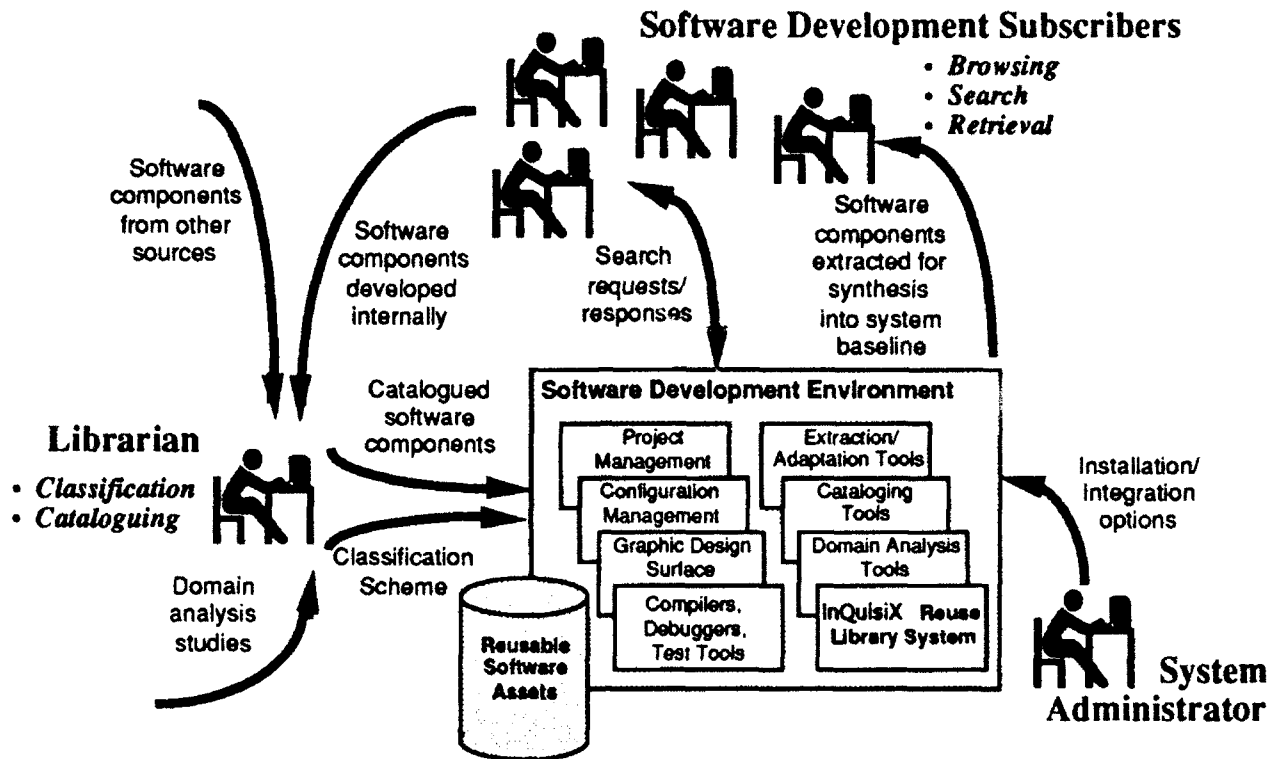 Software Development Subscribers
• Browsing
• Search
• Retrieval
Software
components
from other
sources
Software
components
developed
internally
Search
requests/
responses
Software
components
extracted for
synthesis
into system
baseline
Librarian
• Classification
• Cataloguing
Catalogued
software
components
Classification
Scheme
Domain
analysis
studies
Software Development Environment
Project
Management
Configuration
Management
Graphic Design
Surface
Compilers,
Debuggers,
Test Tools
Extraction/
Adaptation Tools
Cataloging
Tools
Domain Analysis
Tools
InQuisiX Reuse
Library System
Reusable
Software
Assets
Installation/
Integration
options
System
Administrator